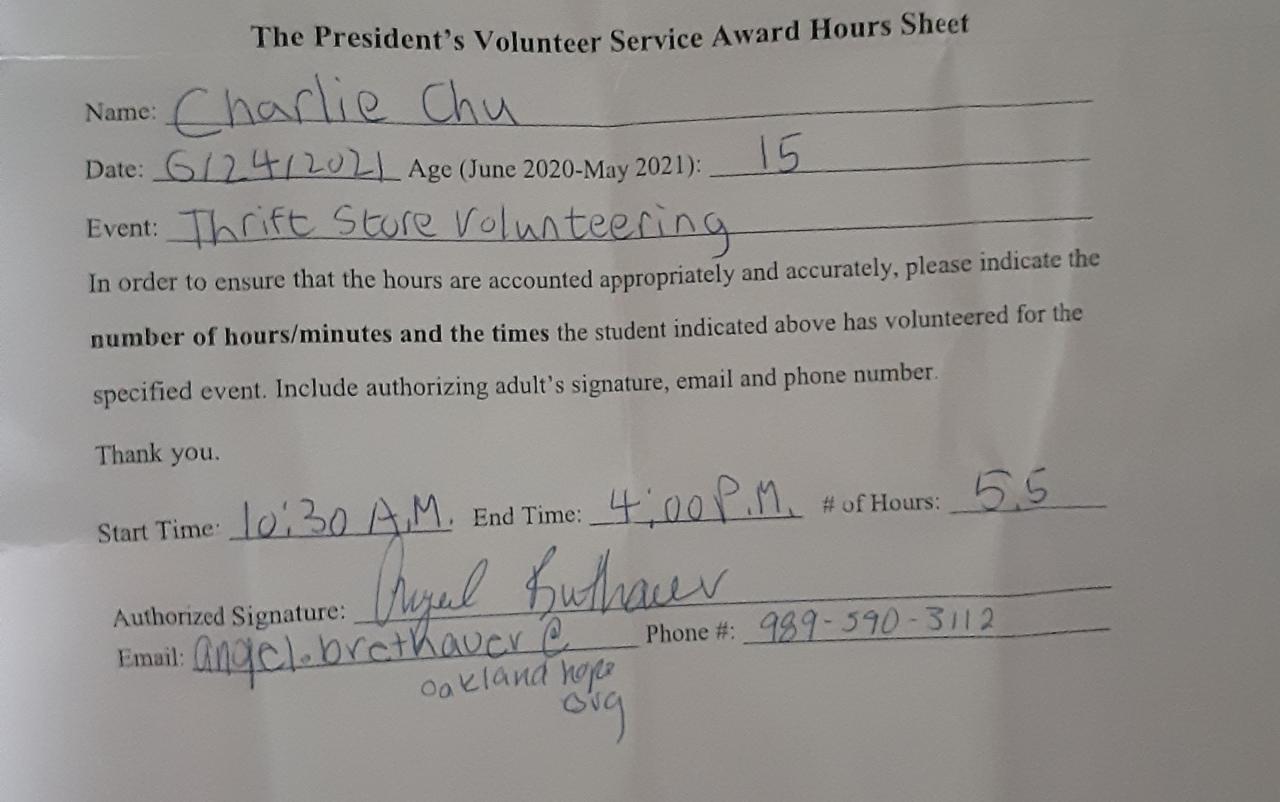 The President's Volunteer Service Award Hours Sheet
Name: Charlie Chu
Date: 6/24/2021 Age (June 2020-May 2021): 15
Event: Thrift Store Volunteering
In order to ensure that the hours are accounted appropriately and accurately, please indicate the
number of hours/minutes and the times the student indicated above has volunteered for the
specified event. Include authorizing adult's signature, email and phone number.
Thank you.
Start Time: 10:30 A.M. End Time: 4:00 P.M. # of Hours: 5.5
Authorized Signature: Angel Bruthauer
Email: angel.brethauer@ Phone #: 989-590-3112
oakland hope
org